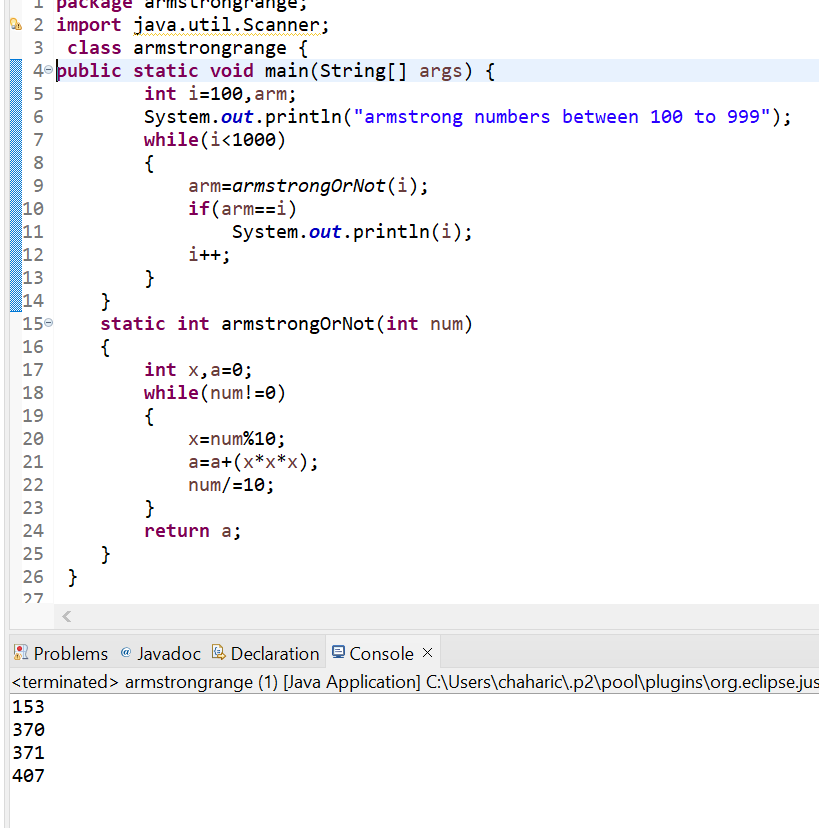 1 package armstrongrange;
2 import java.util.Scanner;
3 class armstrongrange {
4 public static void main(String[] args) {
5 int i=100,arm;
6 System.out.println("armstrong numbers between 100 to 999");
7 while(i<1000)
8 {
9 arm=armstrongOrNot(i);
10 if(arm==i)
11 System.out.println(i);
12 i++;
13 }
14 }
15 static int armstrongOrNot(int num)
16 {
17 int x,a=0;
18 while(num!=0)
19 {
20 x=num%10;
21 a=a+(x*x*x);
22 num/=10;
23 }
24 return a;
25 }
26 }
27
Problems @ Javadoc Declaration Console ×
<terminated> armstrongrange (1) [Java Application] C:\Users\chaharic\.p2\pool\plugins\org.eclipse.jus
153
370
371
407